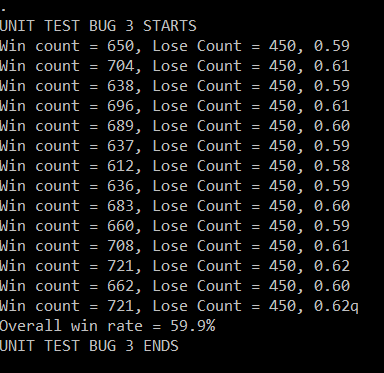 .
UNIT TEST BUG 3 STARTS
Win count = 650, Lose Count = 450, 0.59
Win count = 704, Lose Count = 450, 0.61
Win count = 638, Lose Count = 450, 0.59
Win count = 696, Lose Count = 450, 0.61
Win count = 689, Lose Count = 450, 0.60
Win count = 637, Lose Count = 450, 0.59
Win count = 612, Lose Count = 450, 0.58
Win count = 636, Lose Count = 450, 0.59
Win count = 683, Lose Count = 450, 0.60
Win count = 660, Lose Count = 450, 0.59
Win count = 708, Lose Count = 450, 0.61
Win count = 721, Lose Count = 450, 0.62
Win count = 662, Lose Count = 450, 0.60
Win count = 721, Lose Count = 450, 0.62q
Overall win rate = 59.9%
UNIT TEST BUG 3 ENDS